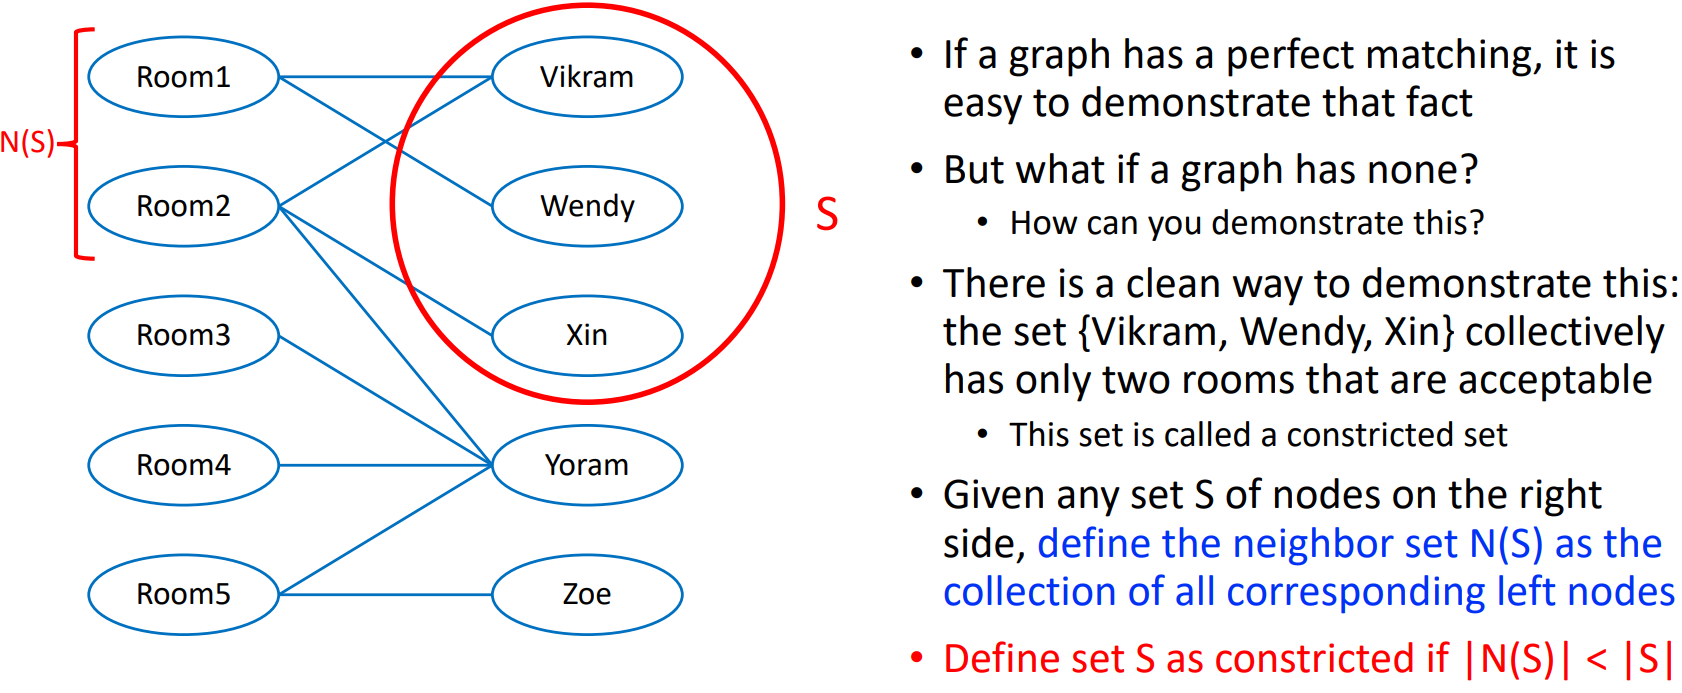 N(S)
Room1
Room2
Room3
Room4
Room5
Vikram
Wendy
Xin
Yoram
Zoe
S
• If a graph has a perfect matching, it is
easy to demonstrate that fact
• But what if a graph has none?
• How can you demonstrate this?
• There is a clean way to demonstrate this:
the set {Vikram, Wendy, Xin} collectively
has only two rooms that are acceptable
• This set is called a constricted set
• Given any set S of nodes on the right
side, define the neighbor set N(S) as the
collection of all corresponding left nodes
• Define set S as constricted if |N(S)| < |S|